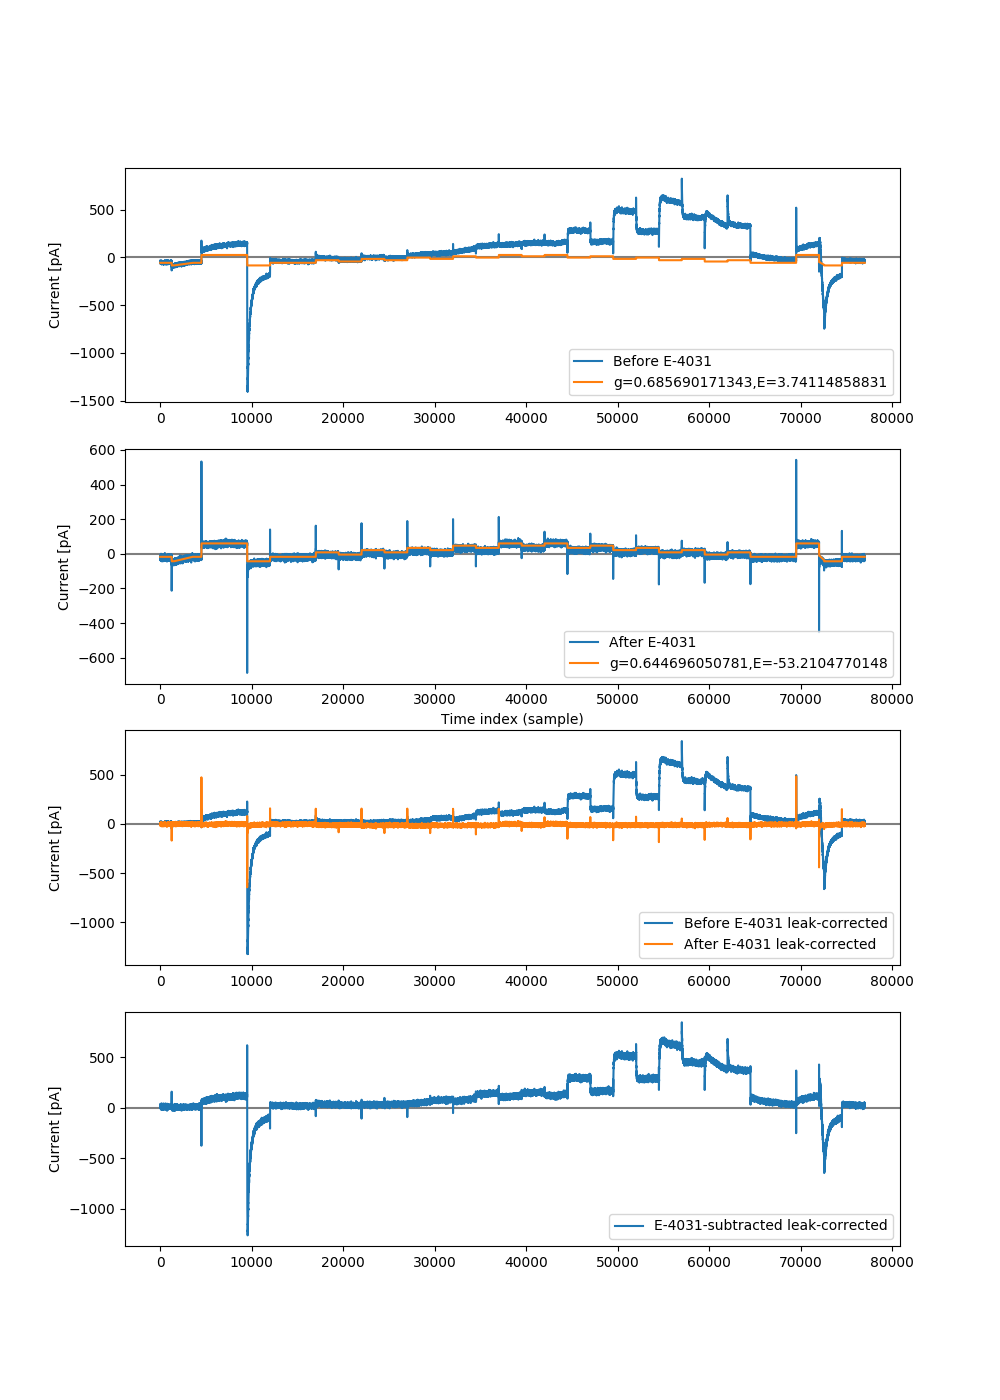 500
0
−500
−1000
−1500
Current [pA]
Before E-4031
g=0.685690171343,E=3.74114858831
0 10000 20000 30000 40000 50000 60000 70000 80000
600
400
200
0
−200
−400
−600
Current [pA]
After E-4031
g=0.644696050781,E=-53.2104770148
0 10000 20000 30000 40000 50000 60000 70000 80000
Time index (sample)
500
0
−500
−1000
Current [pA]
Before E-4031 leak-corrected
After E-4031 leak-corrected
0 10000 20000 30000 40000 50000 60000 70000 80000
500
0
−500
−1000
Current [pA]
E-4031-subtracted leak-corrected
0 10000 20000 30000 40000 50000 60000 70000 80000